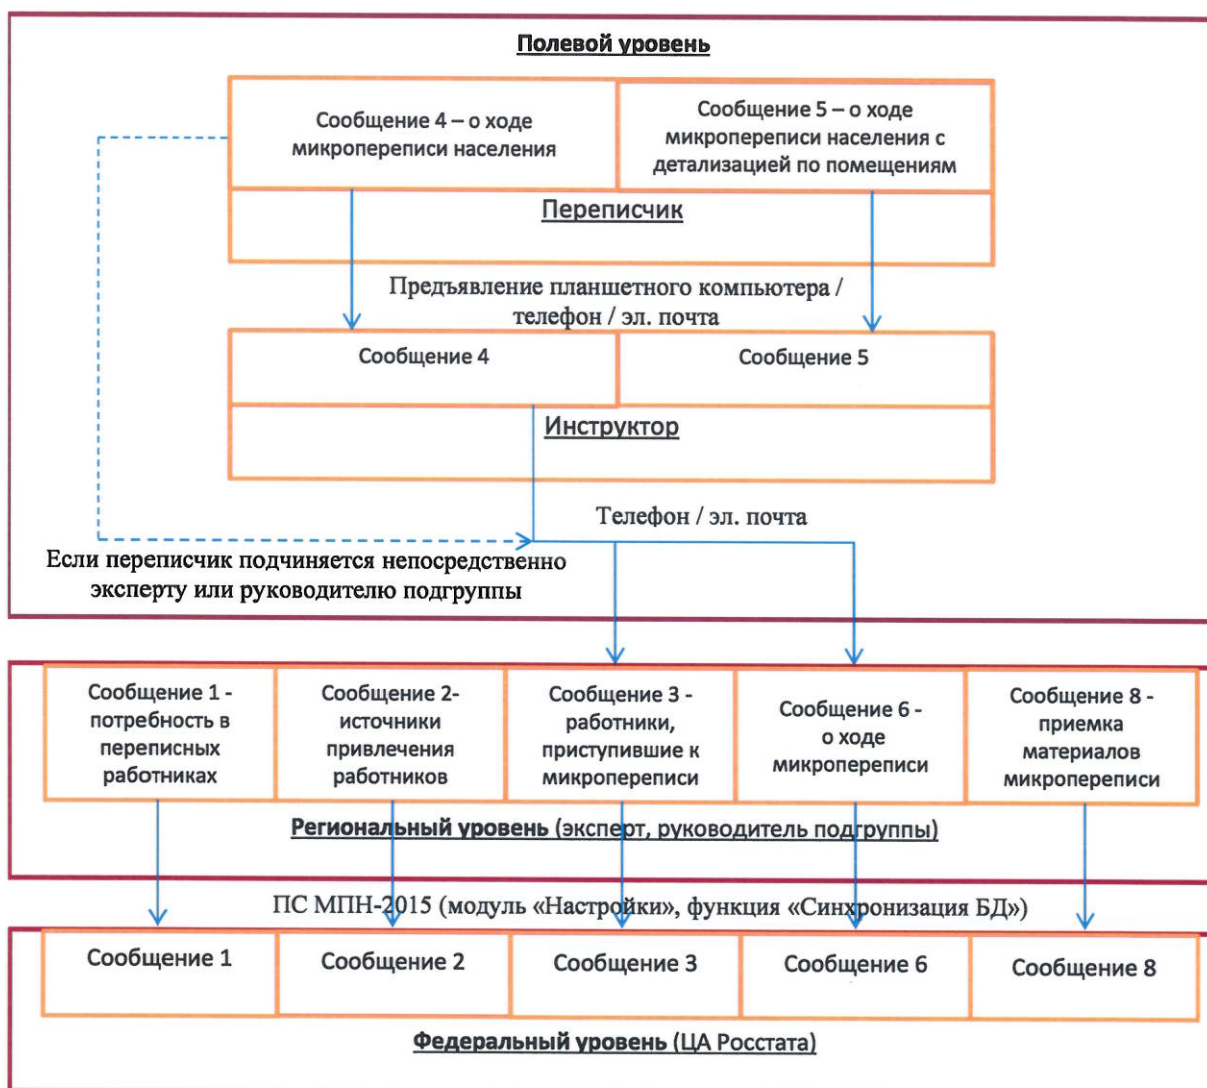 Полевой уровень
Сообщение 4 – о ходе
микропереписи населения
Сообщение 5 – о ходе
микропереписи населения с
детализацией по помещениям
Переписчик
Предъявление планшетного компьютера /
телефон / эл. почта
Сообщение 4
Сообщение 5
Инструктор
Телефон / эл. почта
Если переписчик подчиняется непосредственно
эксперту или руководителю подгруппы
Сообщение 1 -
потребность в
переписных
работниках
Сообщение 2-
источники
привлечения
работников
Сообщение 3 -
работники,
приступившие к
микропереписи
Сообщение 6 -
о ходе
микропереписи
Сообщение 8 -
приемка
материалов
микропереписи
Региональный уровень (эксперт, руководитель подгруппы)
ПС МПН-2015 (модуль «Настройки», функция «Синхронизация БД»)
Сообщение 1
Сообщение 2
Сообщение 3
Сообщение 6
Сообщение 8
Федеральный уровень (ЦА Росстата)